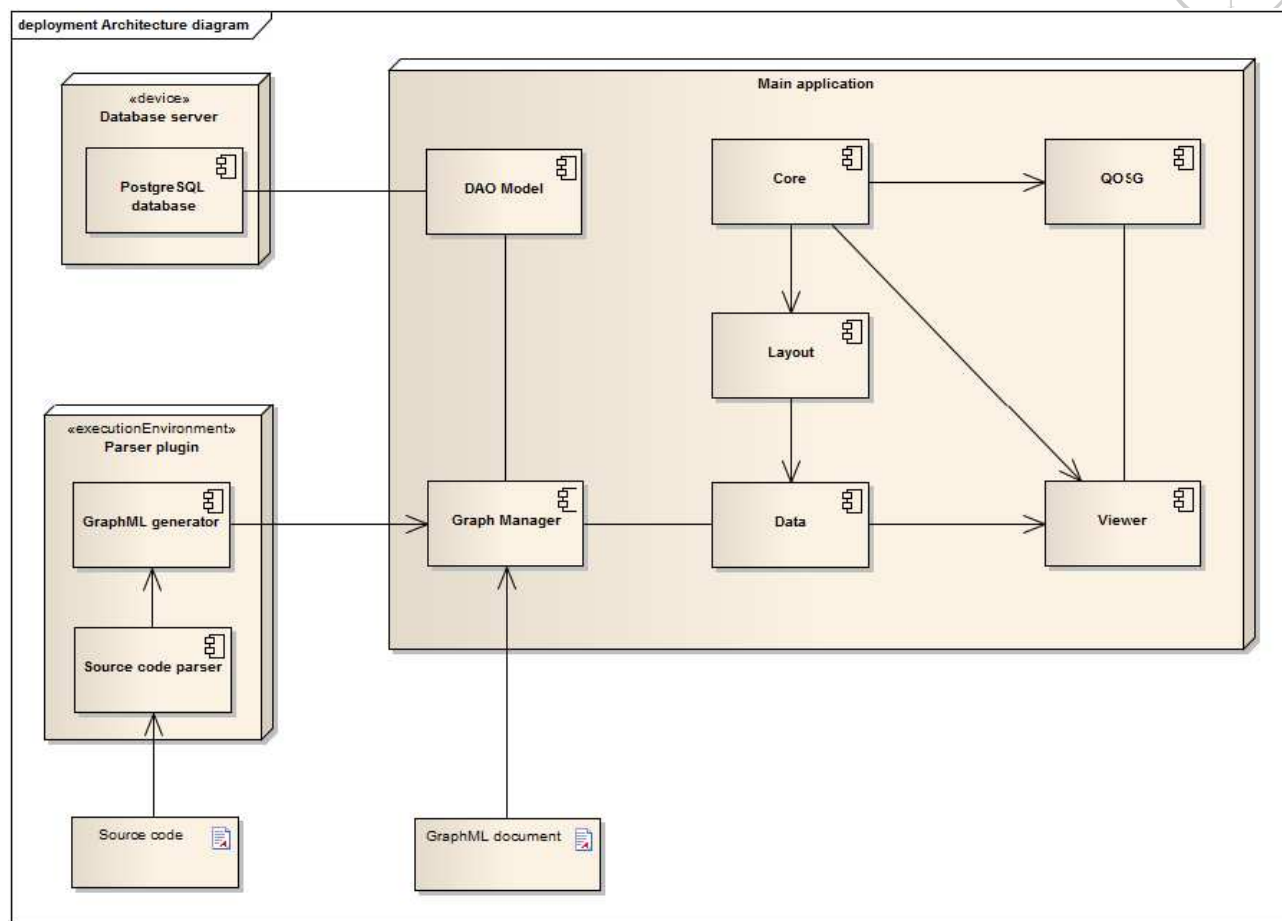 deployment Architecture diagram
«device»
Database server
PostgreSQL
database
Main application
DAO Model
Core
QOSG
Layout
«executionEnvironment»
Parser plugin
GraphML generator
Graph Manager
Data
Viewer
Source code parser
Source code
GraphML document